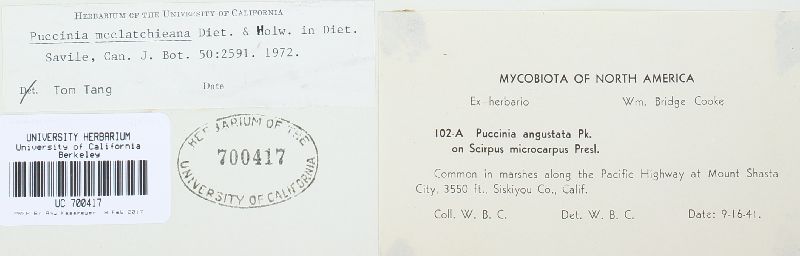 HERBARIUM OF THE UNIVERSITY OF CALIFORNIA
Puccinia mcclatchieana Diet. & Holw. in Diet.
Savile, Can. J. Bot. 50:2591. 1972.
Det. Tom Tang Date
UNIVERSITY HERBARIUM
University of California
Berkeley
UC 700417
HERBARIUM OF THE
700417
UNIVERSITY OF CALIFORNIA
MYCOBIOTA OF NORTH AMERICA
Ex herbario Wm. Bridge Cooke
102-A Puccinia angustata Pk.
on Scirpus microcarpus Presl.
Common in marshes along the Pacific Highway at Mount Shasta
City, 3550 ft., Siskiyou Co., Calif.
Coll. W. B. C. Det. W. B. C. Date: 9-16-41.